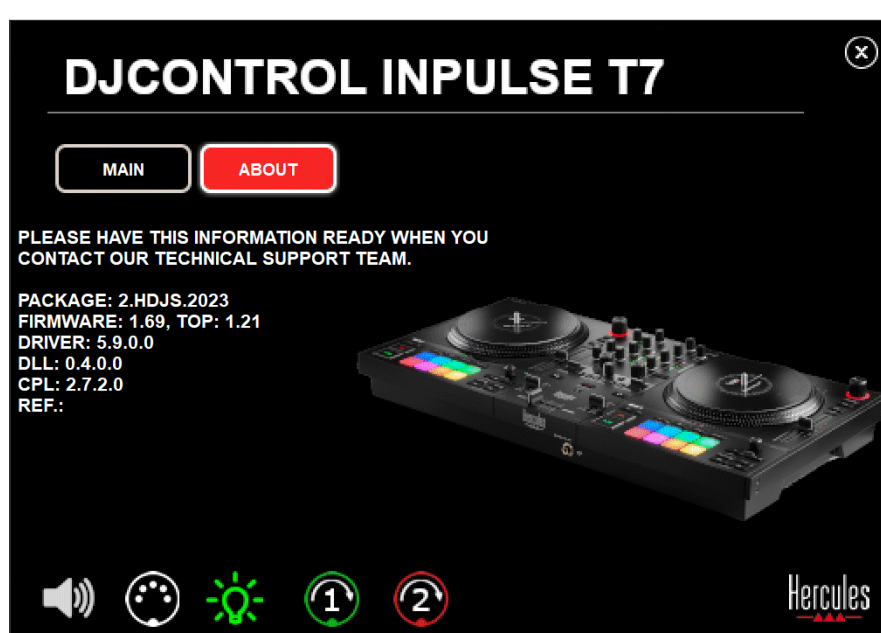 DJCONTROL INPULSE T7
MAIN
ABOUT
PLEASE HAVE THIS INFORMATION READY WHEN YOU
CONTACT OUR TECHNICAL SUPPORT TEAM.
PACKAGE: 2.HDJS.2023
FIRMWARE: 1.69, TOP: 1.21
DRIVER: 5.9.0.0
DLL: 0.4.0.0
CPL: 2.7.2.0
REF.:
1
2
Hercules